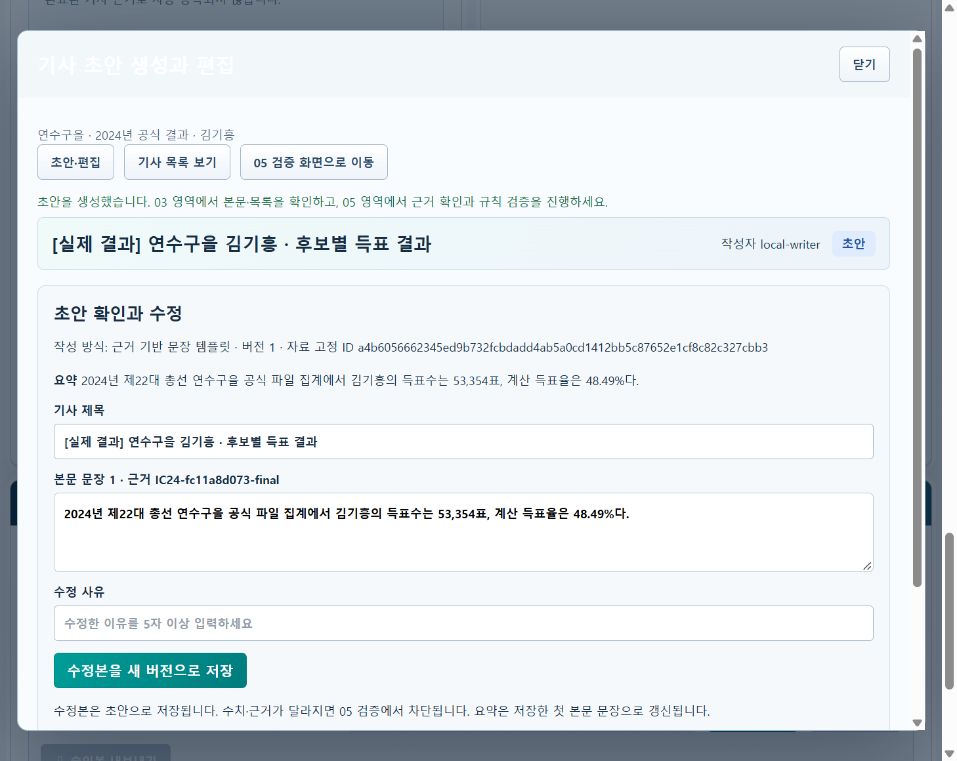 기사 초안 생성과 편집
닫기
연수구을 · 2024년 공식 결과 · 김기흥
초안·편집
기사 목록 보기
05 검증 화면으로 이동
초안을 생성했습니다. 03 영역에서 본문·목록을 확인하고, 05 영역에서 근거 확인과 규칙 검증을 진행하세요.
[실제 결과] 연수구을 김기흥 · 후보별 득표 결과
작성자 local-writer
초안
초안 확인과 수정
작성 방식: 근거 기반 문장 템플릿 · 버전 1 · 자료 고정 ID a4b6056662345ed9b732fcbdadd4ab5a0cd1412bb5c87652e1cf8c82c327cbb3
요약 2024년 제22대 총선 연수구을 공식 파일 집계에서 김기흥의 득표수는 53,354표, 계산 득표율은 48.49%다.
기사 제목
[실제 결과] 연수구을 김기흥 · 후보별 득표 결과
본문 문장 1 · 근거 IC24-fc11a8d073-final
2024년 제22대 총선 연수구을 공식 파일 집계에서 김기흥의 득표수는 53,354표, 계산 득표율은 48.49%다.
수정 사유
수정한 이유를 5자 이상 입력하세요
수정본을 새 버전으로 저장
수정본은 초안으로 저장됩니다. 수치·근거가 달라지면 05 검증에서 차단됩니다. 요약은 저장한 첫 본문 문장으로 갱신됩니다.